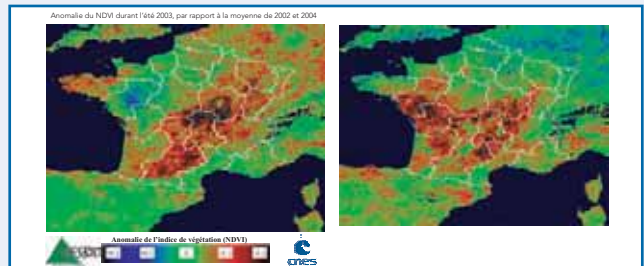 Anomalie du NDVI durant l'été 2003, par rapport à la moyenne de 2002 et 2004
Anomalie de l'indice de végétation (NDVI)
cnes